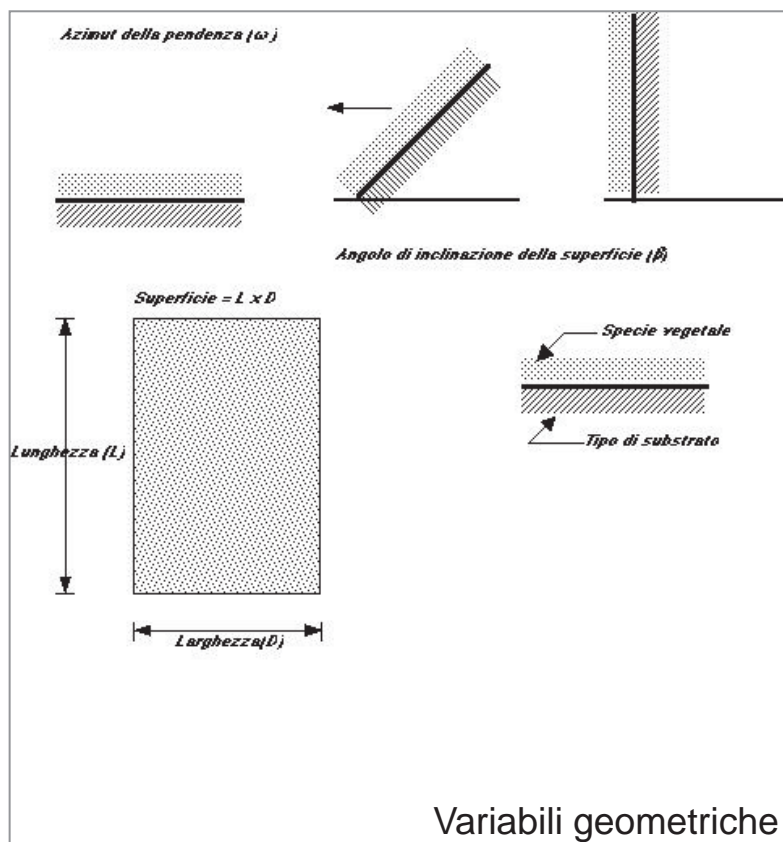 Azimut della pendenza (ω)
Angolo di inclinazione della superficie (β)
Superficie = L x D
Specie vegetale
Lunghezza (L)
Tipo di substrato
Larghezza(D)
Variabili geometriche